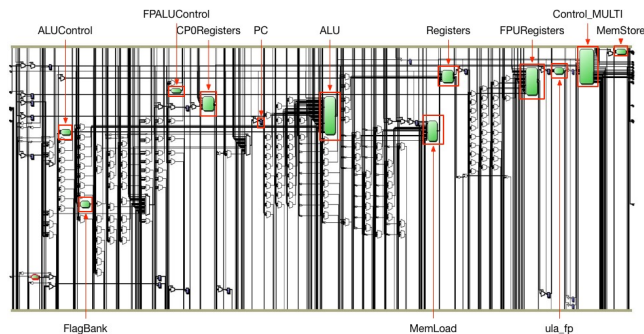 FPALUControl
Control_MULTI
ALUControl
CP0Registers
PC
ALU
Registers
FPURegisters
MemStore
FlagBank
MemLoad
ula_fp